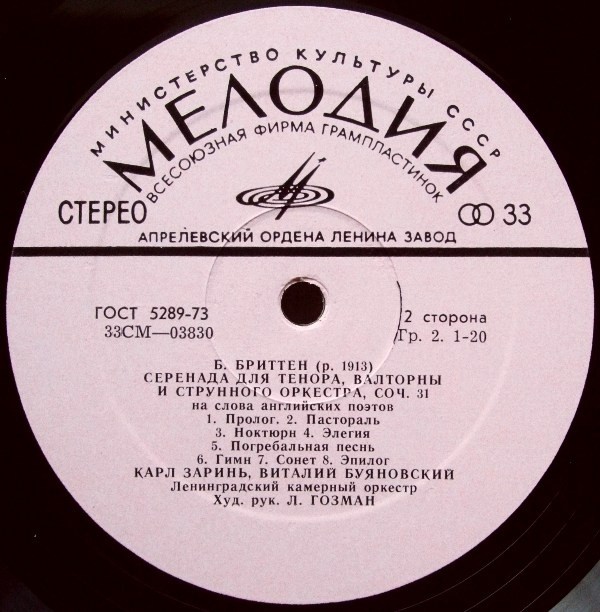 МИНИСТЕРСТВО КУЛЬТУРЫ СССР
МЕЛОДИЯ
ВСЕСОЮЗНАЯ ФИРМА ГРАМПЛАСТИНОК
СТЕРЕО
33
АПРЕЛЕВСКИЙ ОРДЕНА ЛЕНИНА ЗАВОД
ГОСТ 5289-73
2 сторона
33СМ—03830
Гр. 2. 1-20
Б. БРИТТЕН (р. 1913)
СЕРЕНАДА ДЛЯ ТЕНОРА, ВАЛТОРНЫ
И СТРУННОГО ОРКЕСТРА, СОЧ. 31
на слова английских поэтов
1. Пролог. 2. Пастораль
3. Ноктюрн 4. Элегия
5. Погребальная песнь
6. Гимн 7. Сонет 8. Эпилог
КАРЛ ЗАРИНЬ, ВИТАЛИЙ БУЯНОВСКИЙ
Ленинградский камерный оркестр
Худ. рук. Л. ГОЗМАН